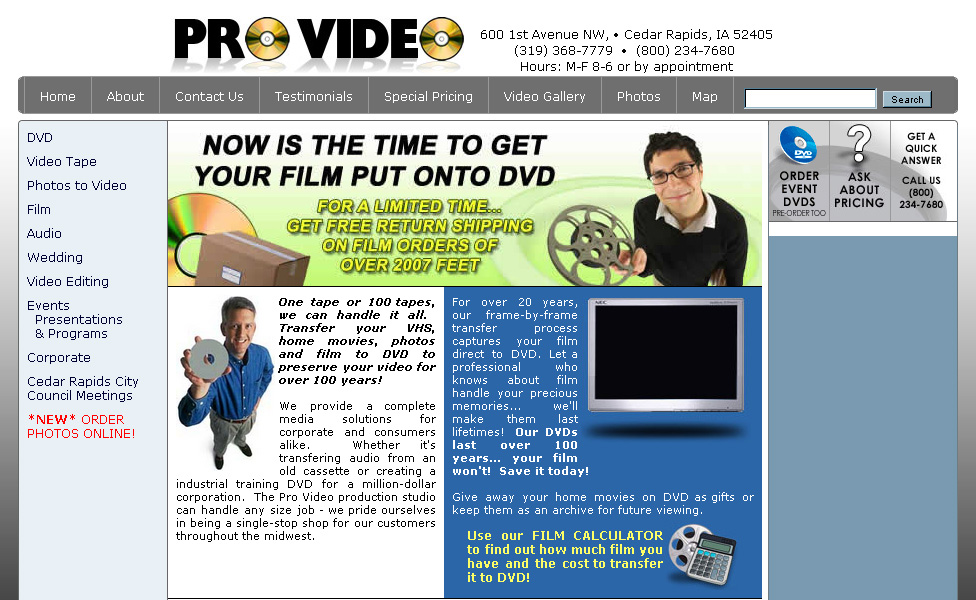 PRO VIDEO
600 1st Avenue NW, • Cedar Rapids, IA 52405
(319) 368-7779 • (800) 234-7680
Hours: M-F 8-6 or by appointment
Home About Contact Us Testimonials Special Pricing Video Gallery Photos Map Search
DVD
Video Tape
Photos to Video
Film
Audio
Wedding
Video Editing
Events
Presentations
& Programs
Corporate
Cedar Rapids City
Council Meetings
*NEW* ORDER
PHOTOS ONLINE!
NOW IS THE TIME TO GET
YOUR FILM PUT ONTO DVD
FOR A LIMITED TIME...
GET FREE RETURN SHIPPING
ON FILM ORDERS OF
OVER 2007 FEET
DVD
ORDER
EVENT
DVDS
PRE-ORDER TOO
?
ASK
ABOUT
PRICING
GET A
QUICK
ANSWER
CALL US
(800)
234-7680
One tape or 100 tapes,
we can handle it all.
Transfer your VHS,
home movies, photos
and film to DVD to
preserve your video for
over 100 years!
We provide a complete
media solutions for
corporate and consumers
alike. Whether it's
transfering audio from an
old cassette or creating a
industrial training DVD for a million-dollar
corporation. The Pro Video production studio
can handle any size job - we pride ourselves
in being a single-stop shop for our customers
throughout the midwest.
For over 20 years,
our frame-by-frame
transfer process
captures your film
direct to DVD. Let a
professional who
knows about film
handle your precious
memories... we'll
make them last
lifetimes! Our DVDs
last over 100
years... your film
won't! Save it today!
NEC
Give away your home movies on DVD as gifts or
keep them as an archive for future viewing.
Use our FILM CALCULATOR
to find out how much film you
have and the cost to transfer
it to DVD!